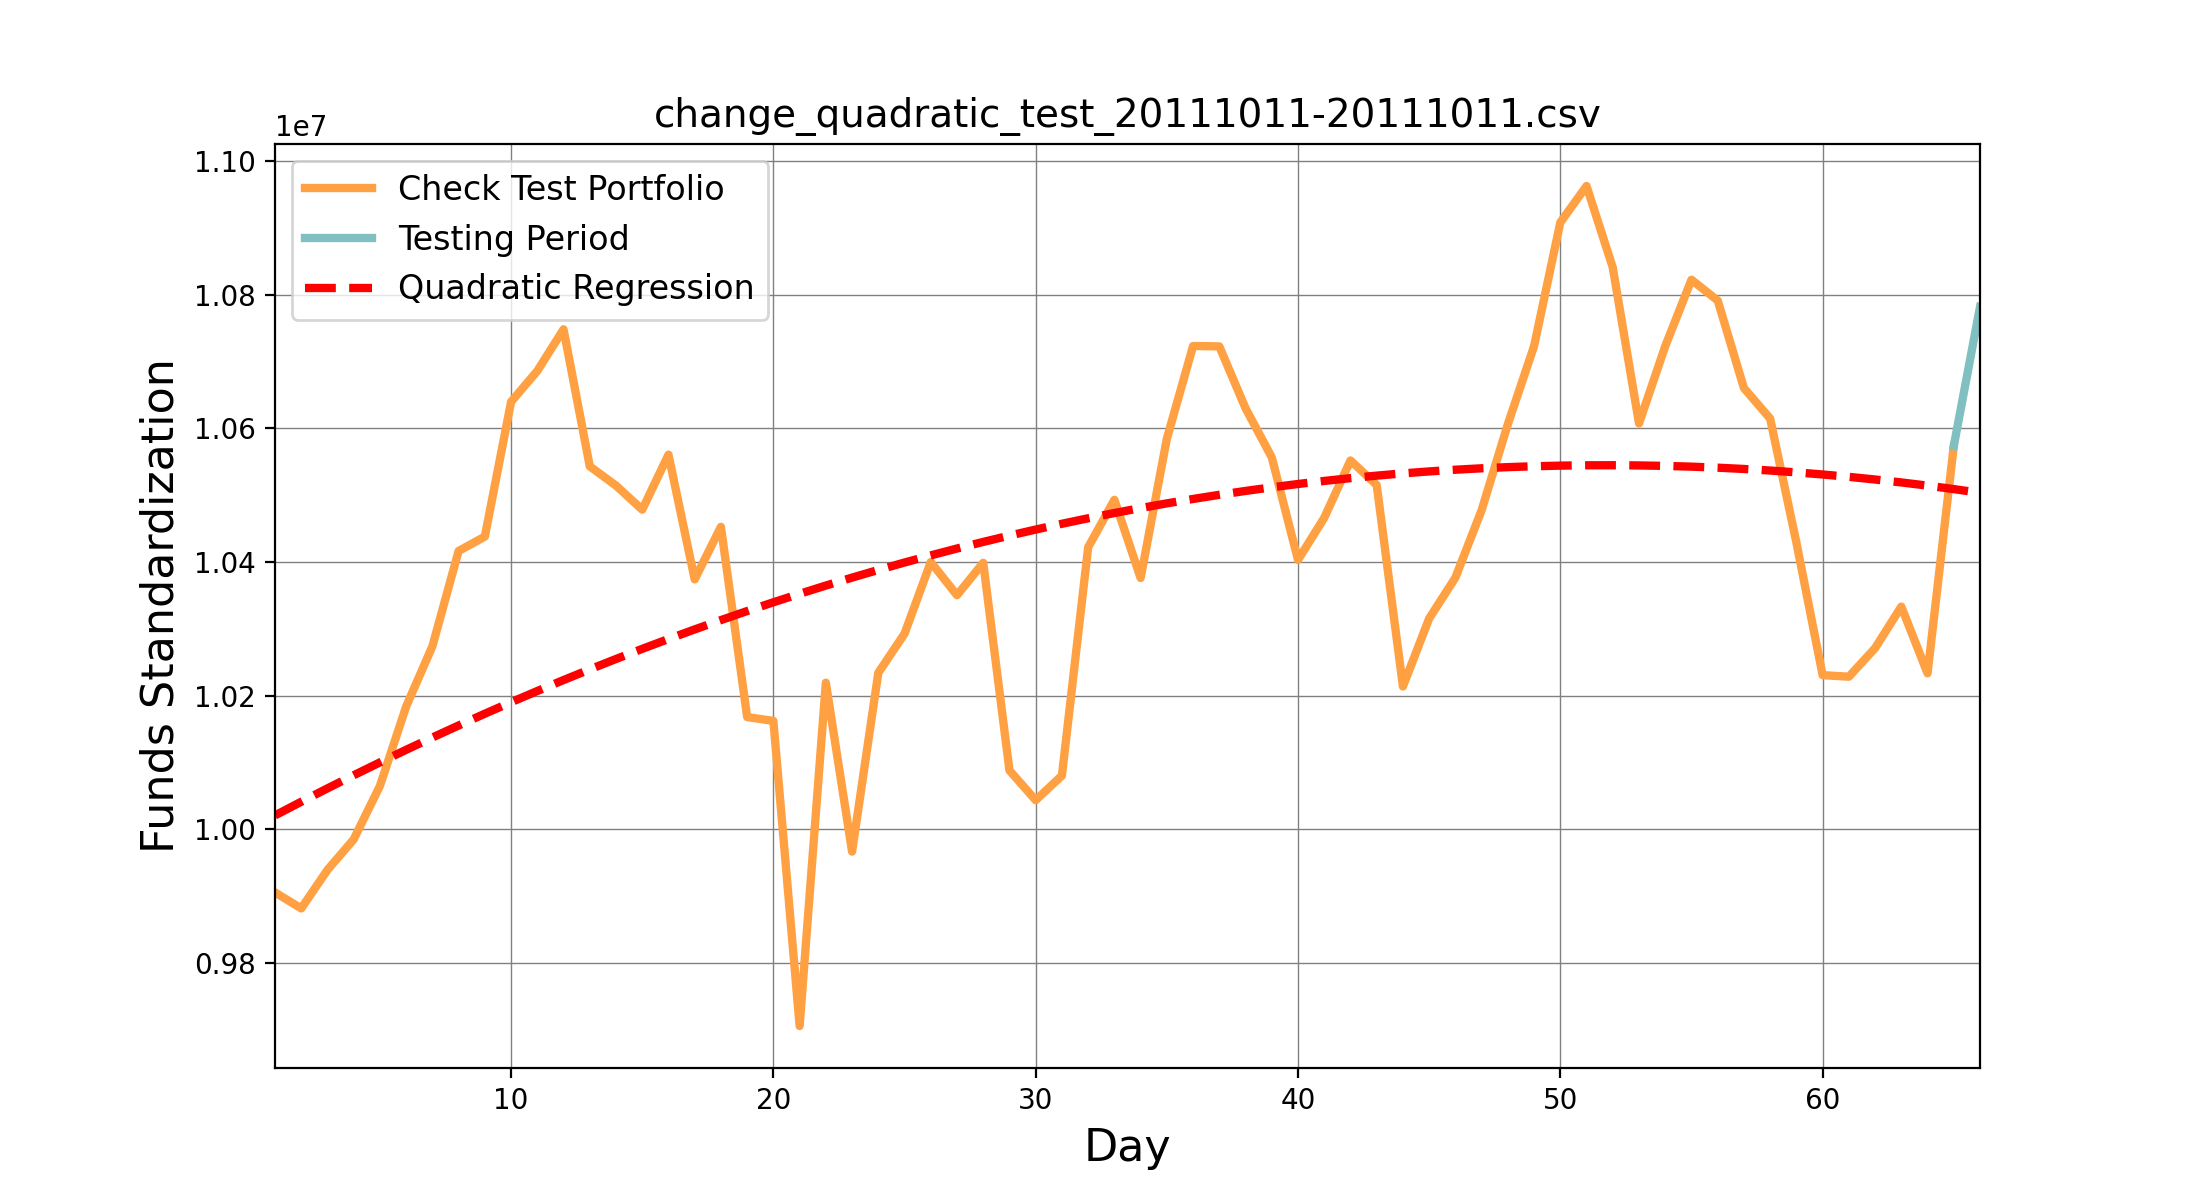 change_quadratic_test_20111011-20111011.csv
1e7
Check Test Portfolio
Testing Period
Quadratic Regression
Funds Standardization
1.10
1.08
1.06
1.04
1.02
1.00
0.98
10 20 30 40 50 60
Day